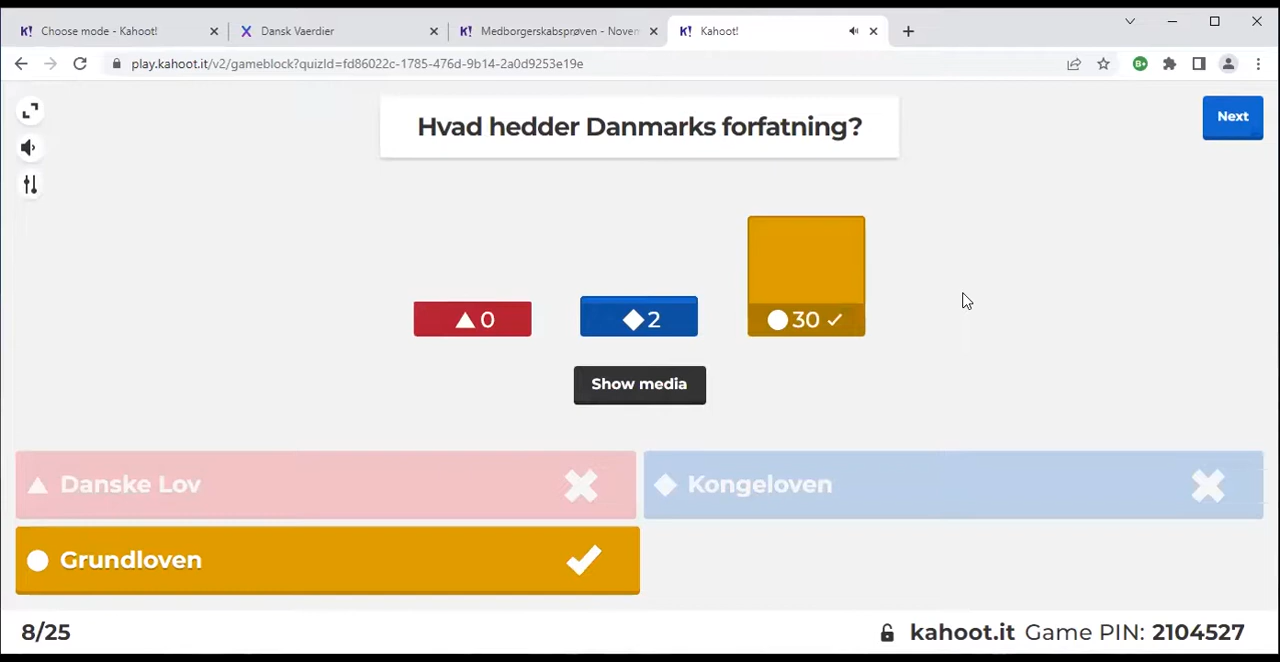 K! Choose mode - Kahoot!
Dansk Vaerdier
K! Medborgerskabsprøven - Novem
K! Kahoot!
play.kahoot.it/v2/gameblock?quizId=fd86022c-1785-476d-9b14-2a0d9253e19e
B+
Hvad hedder Danmarks forfatning?
Next
0
2
30
Show media
Danske Lov
Kongeloven
Grundloven
8/25
kahoot.it Game PIN: 2104527